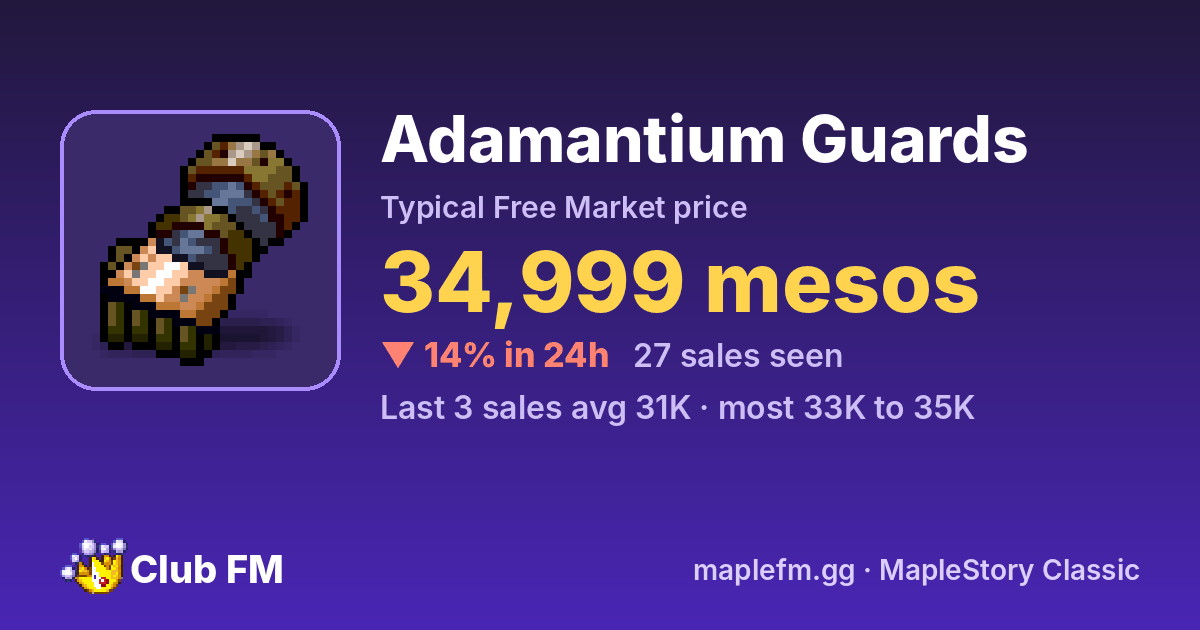 Adamantium Guards
Typical Free Market price
34,999 mesos
▼ 14% in 24h 27 sales seen
Last 3 sales avg 31K · most 33K to 35K
Club FM
maplefm.gg · MapleStory Classic